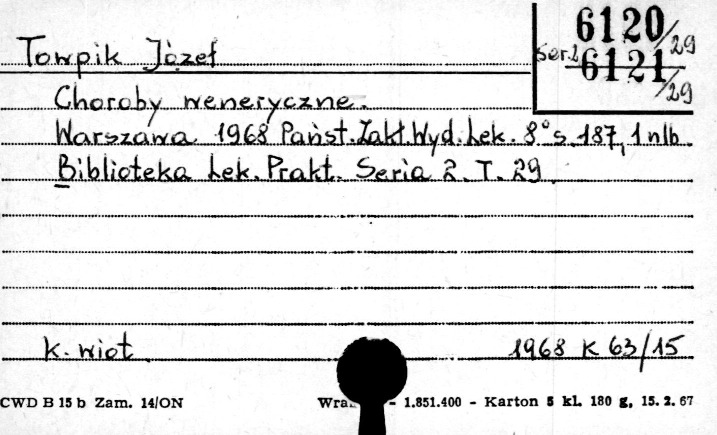 6120/29
ser.2 6121/29
Towpik Józef
Choroby weneryczne.
Warszawa 1968 Państ.Zakł.Wyd.Lek. 8° s.187, 1 nlb.
Biblioteka Lek. Prakt. Seria 2. T. 29
k. wiot 1968 K 63/15
CWD B 15 b Zam. 14/ON - 1.851.400 - Karton 5 kl. 180 g, 15. 2. 67